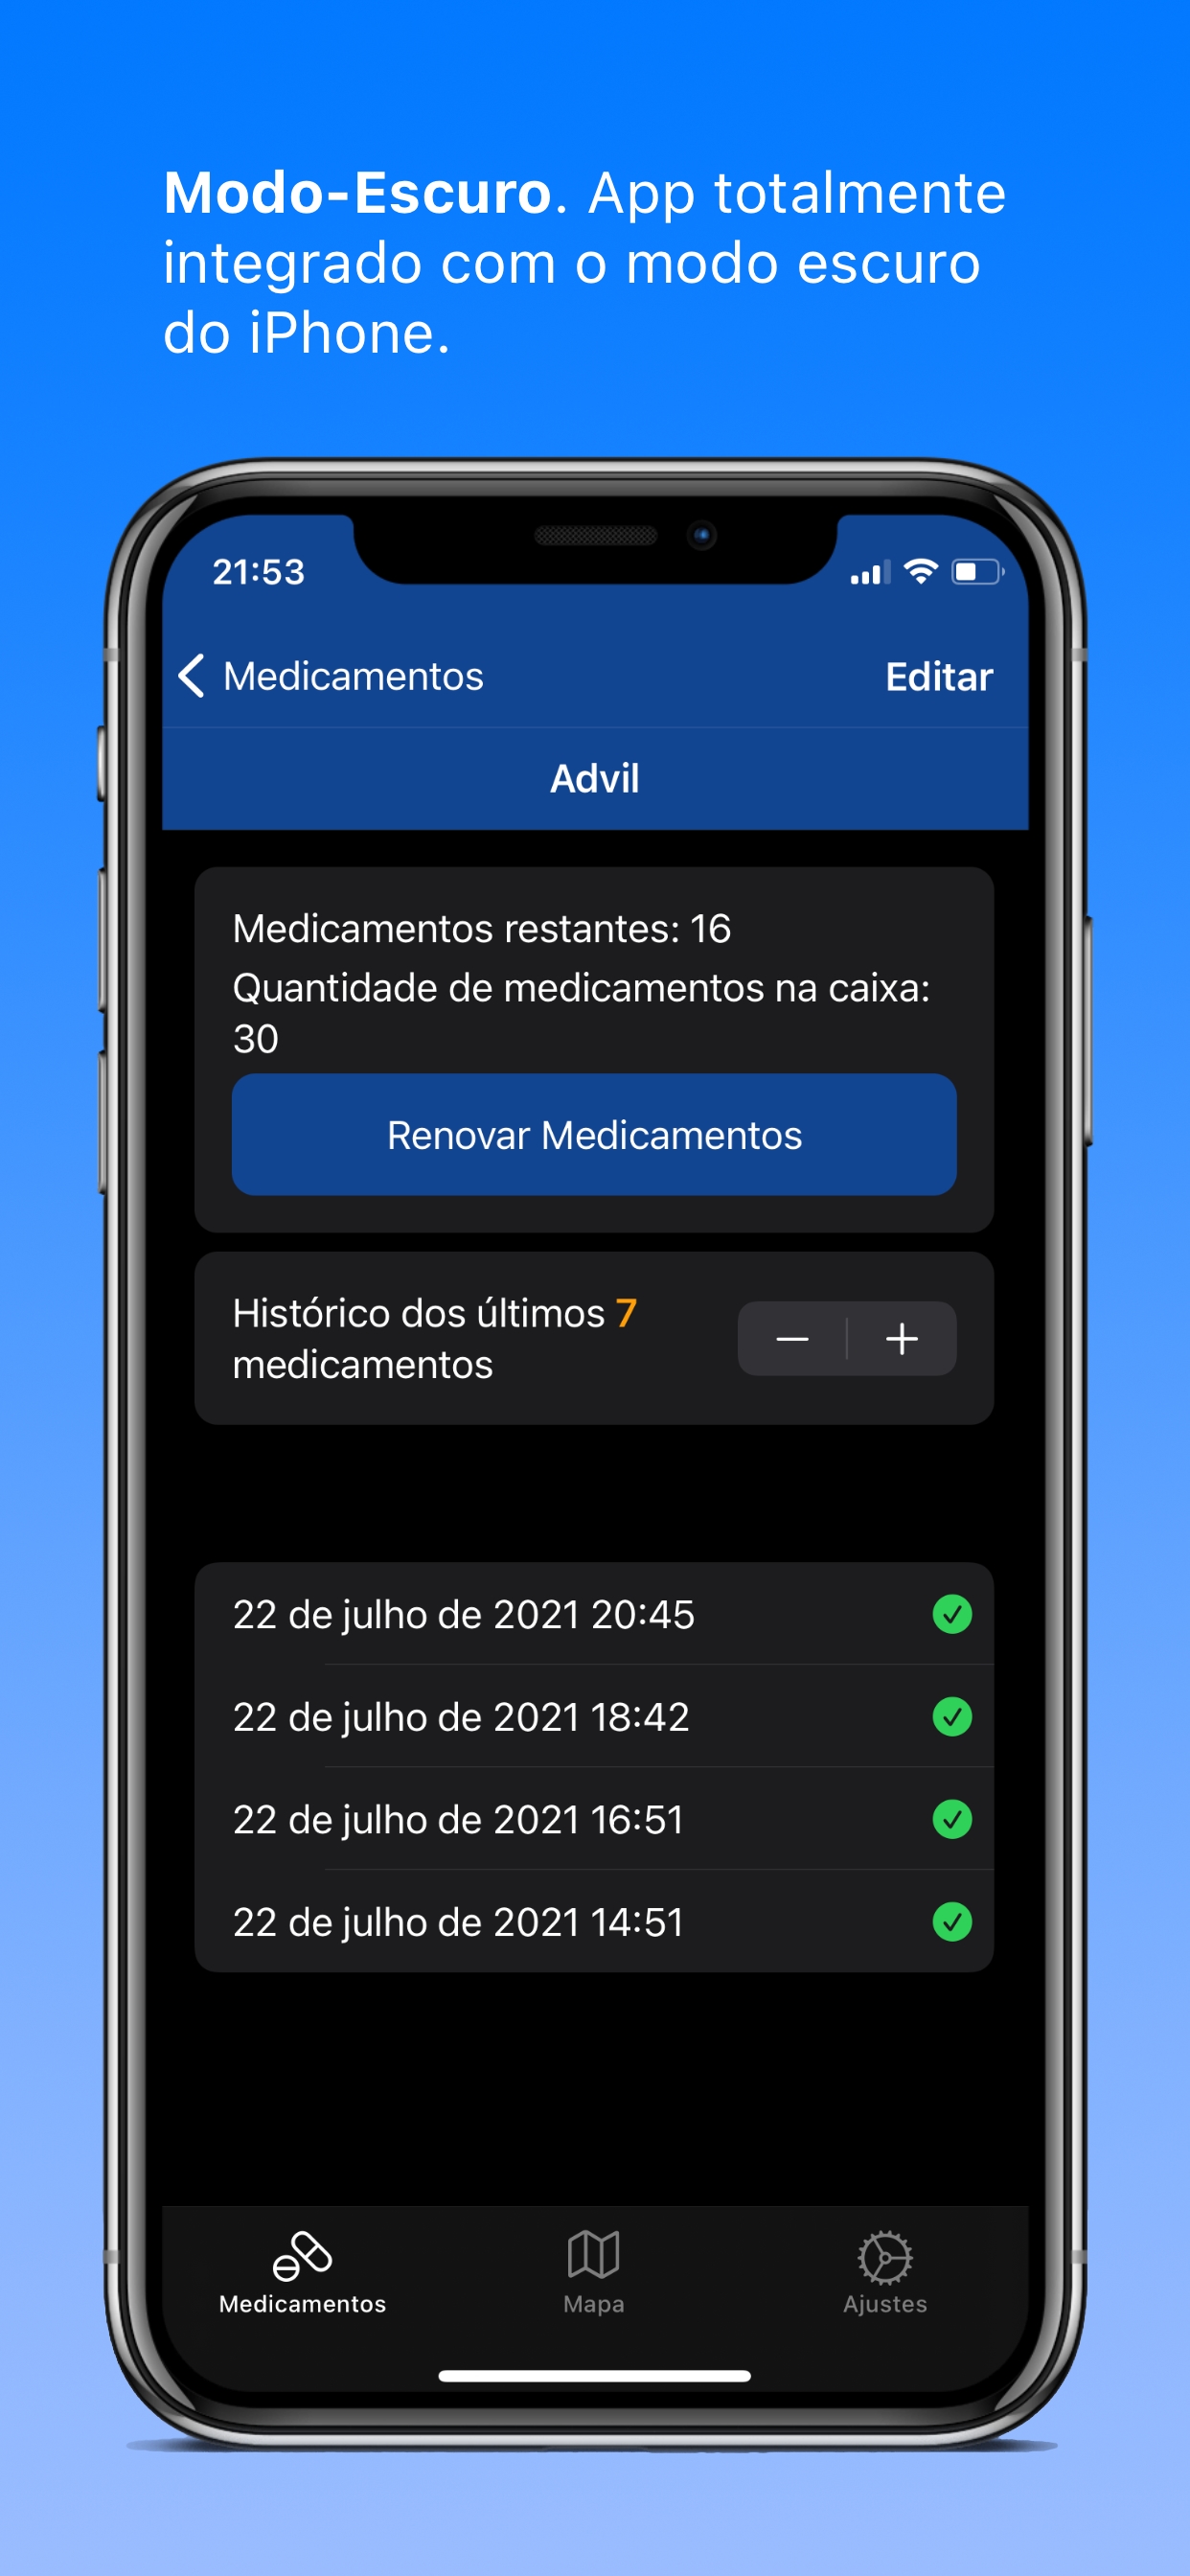 Modo-Escuro. App totalmente
integrado com o modo escuro
do iPhone.
21:53
Medicamentos
Editar
Advil
Medicamentos restantes: 16
Quantidade de medicamentos na caixa:
30
Renovar Medicamentos
Histórico dos últimos 7
medicamentos
22 de julho de 2021 20:45
22 de julho de 2021 18:42
22 de julho de 2021 16:51
22 de julho de 2021 14:51
Medicamentos
Mapa
Ajustes